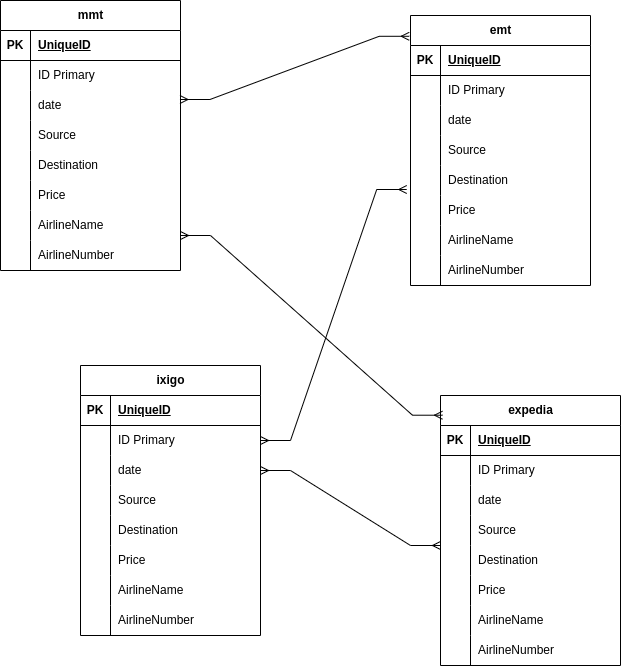 mmt
PK UniqueID
ID Primary
date
Source
Destination
Price
AirlineName
AirlineNumber
emt
PK UniqueID
ID Primary
date
Source
Destination
Price
AirlineName
AirlineNumber
ixigo
PK UniqueID
ID Primary
date
Source
Destination
Price
AirlineName
AirlineNumber
expedia
PK UniqueID
ID Primary
date
Source
Destination
Price
AirlineName
AirlineNumber